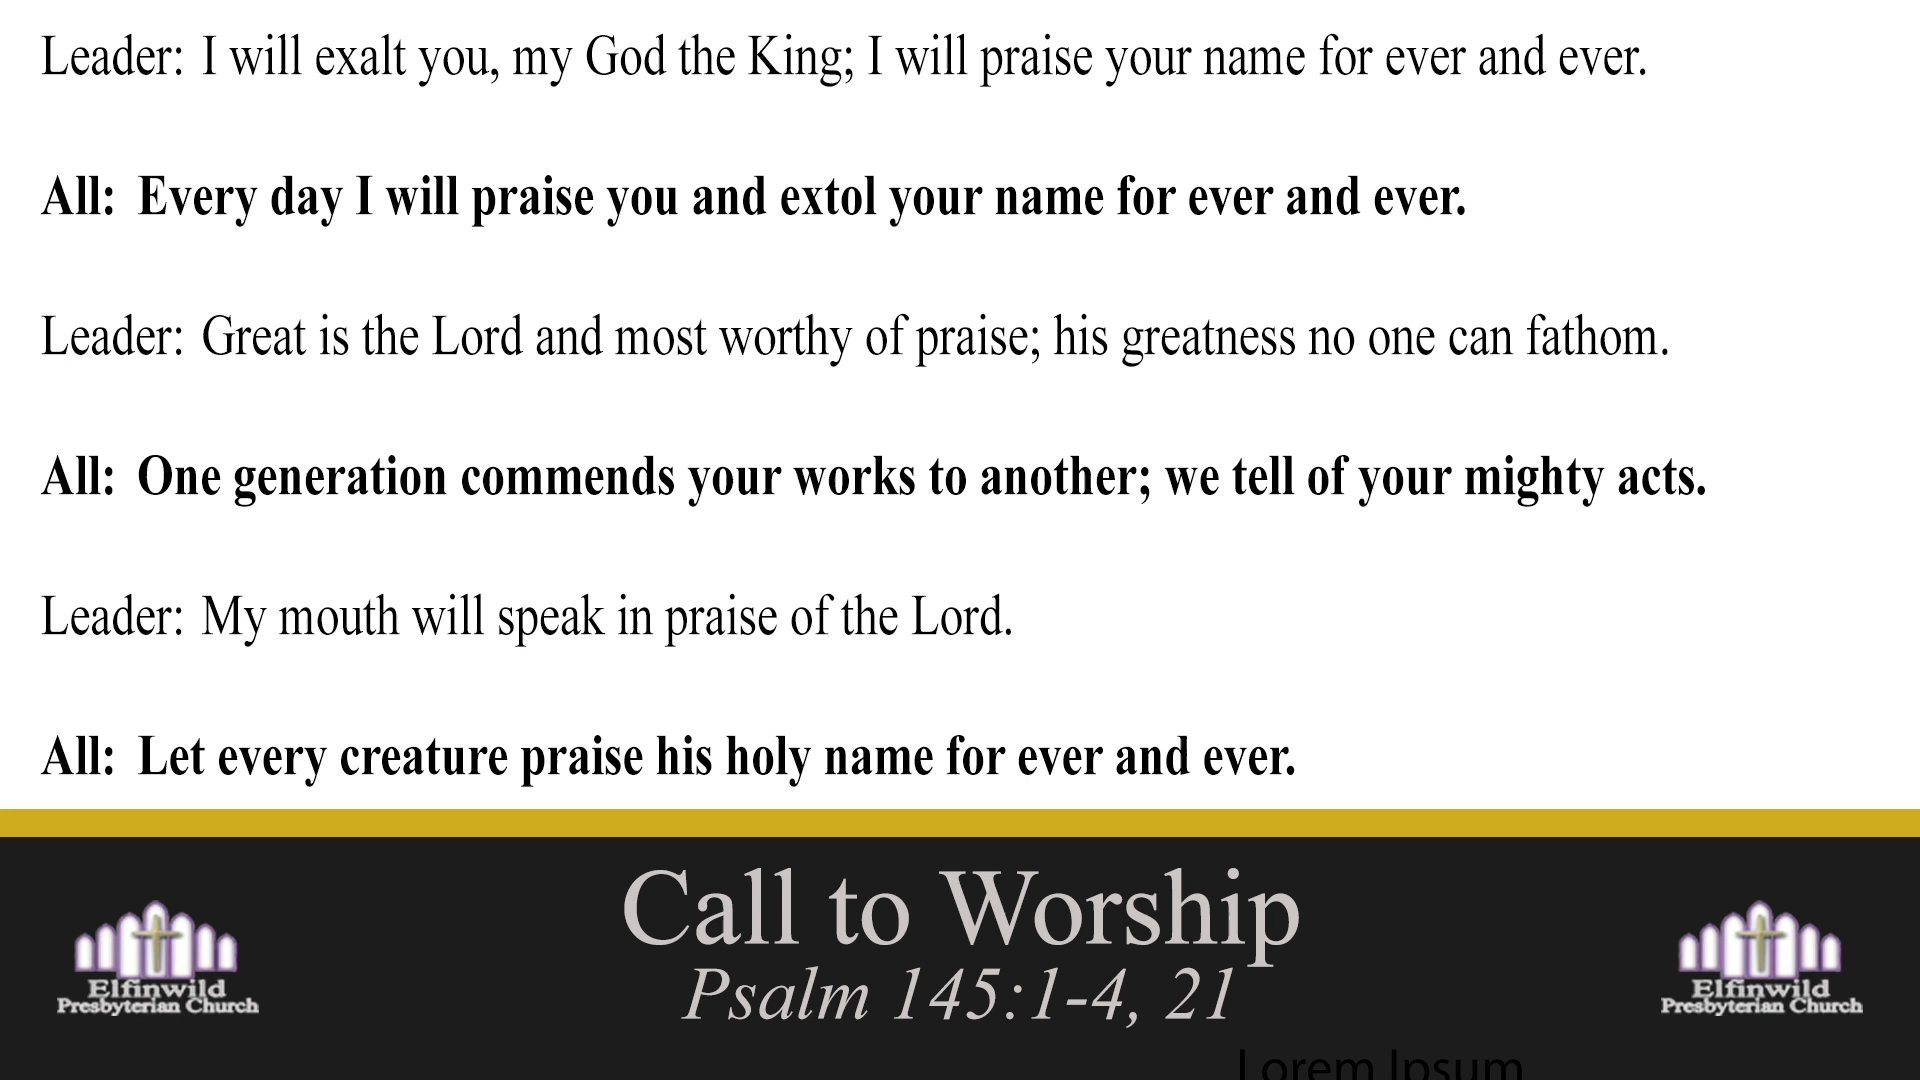 Leader: I will exalt you, my God the King; I will praise your name for ever and ever.
All: Every day I will praise you and extol your name for ever and ever.
Leader: Great is the Lord and most worthy of praise; his greatness no one can fathom.
All: One generation commends your works to another; we tell of your mighty acts.
Leader: My mouth will speak in praise of the Lord.
All: Let every creature praise his holy name for ever and ever.
Call to Worship
Psalm 145:1-4, 21
Elfinwild
Presbyterian Church
Elfinwild
Presbyterian Church
Lorem Ipsum